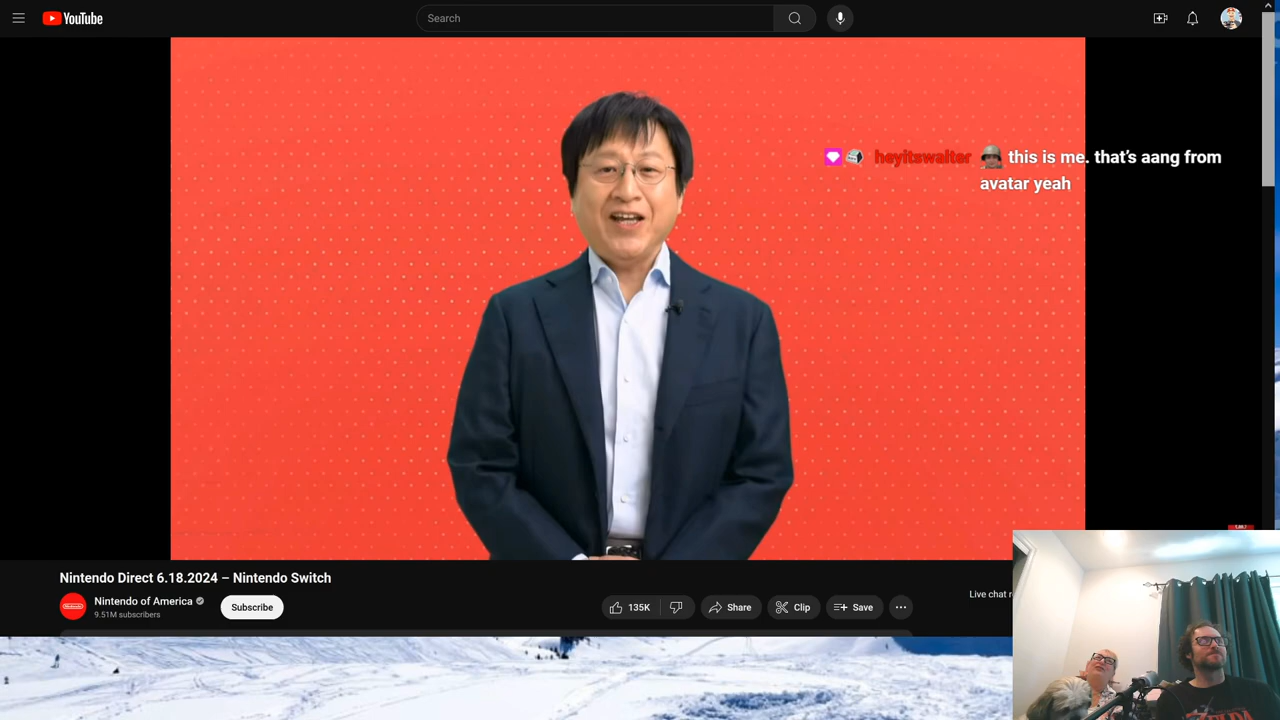 YouTube
Search
heyitswalter this is me. that's aang from
avatar yeah
Nintendo Direct 6.18.2024 – Nintendo Switch
Nintendo
Nintendo of America
9.51M subscribers
Subscribe
135K
Share
Clip
Save
Live chat